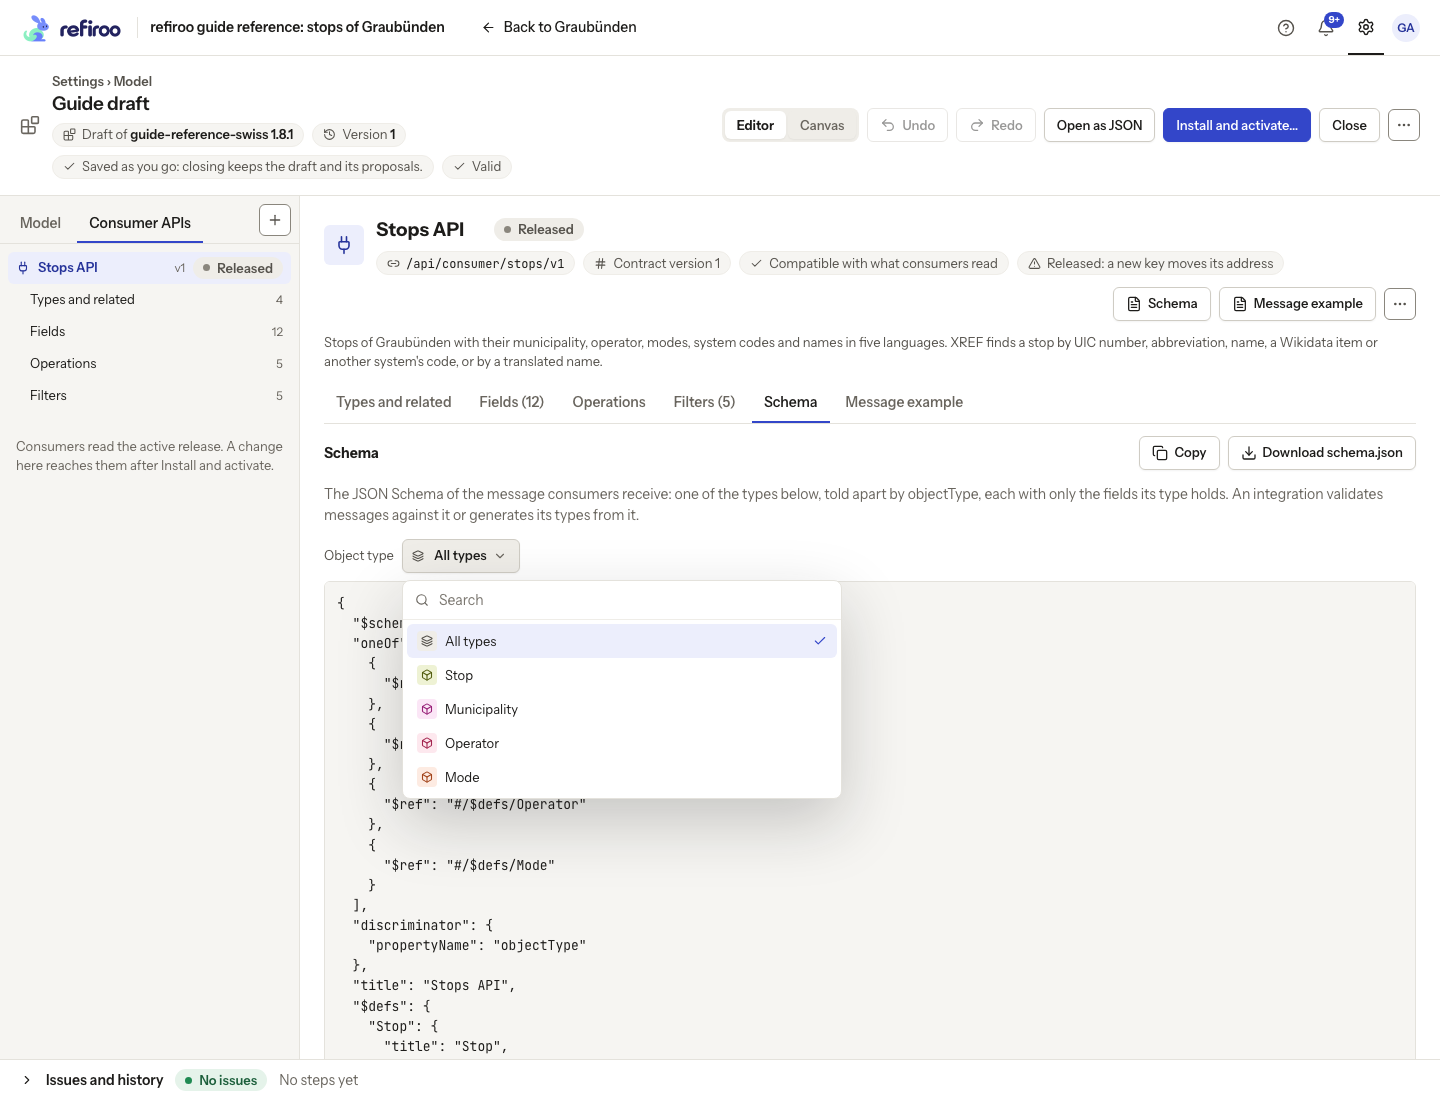 refiroo
refiroo guide reference: stops of Graubünden
Back to Graubünden
9+
GA
Settings › Model
Guide draft
Draft of guide-reference-swiss 1.8.1
Version 1
Saved as you go: closing keeps the draft and its proposals.
Valid
Editor
Canvas
Undo
Redo
Open as JSON
Install and activate...
Close
Model
Consumer APIs
Stops API
v1
Released
Types and related
4
Fields
12
Operations
5
Filters
5
Consumers read the active release. A change
here reaches them after Install and activate.
Stops API
Released
/api/consumer/stops/v1
Contract version 1
Compatible with what consumers read
Released: a new key moves its address
Schema
Message example
Stops of Graubünden with their municipality, operator, modes, system codes and names in five languages. XREF finds a stop by UIC number, abbreviation, name, a Wikidata item or
another system's code, or by a translated name.
Types and related
Fields (12)
Operations
Filters (5)
Schema
Message example
Schema
Copy
Download schema.json
The JSON Schema of the message consumers receive: one of the types below, told apart by objectType, each with only the fields its type holds. An integration validates
messages against it or generates its types from it.
Object type
All types
Search
All types
Stop
Municipality
Operator
Mode
{
"$schem
"oneOf"
{
"$r
},
{
"$r
},
{
"$ref": "#/$defs/Operator"
},
{
"$ref": "#/$defs/Mode"
}
],
"discriminator": {
"propertyName": "objectType"
},
"title": "Stops API",
"$defs": {
"Stop": {
"title": "Stop",
Issues and history
No issues
No steps yet